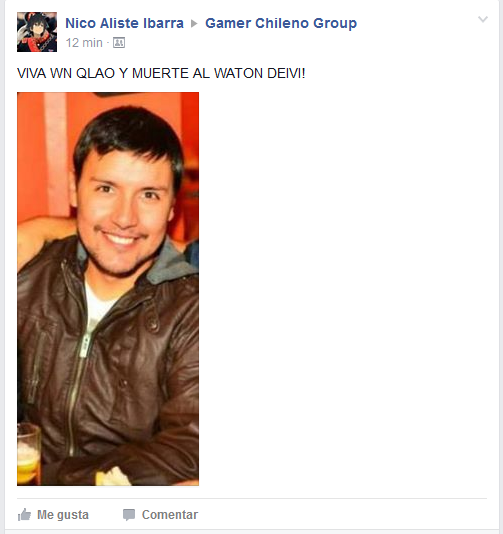 Nico Aliste Ibarra ▸ Gamer Chileno Group
12 min ·
VIVA WN QLAO Y MUERTE AL WATON DEIVI!
Me gusta Comentar